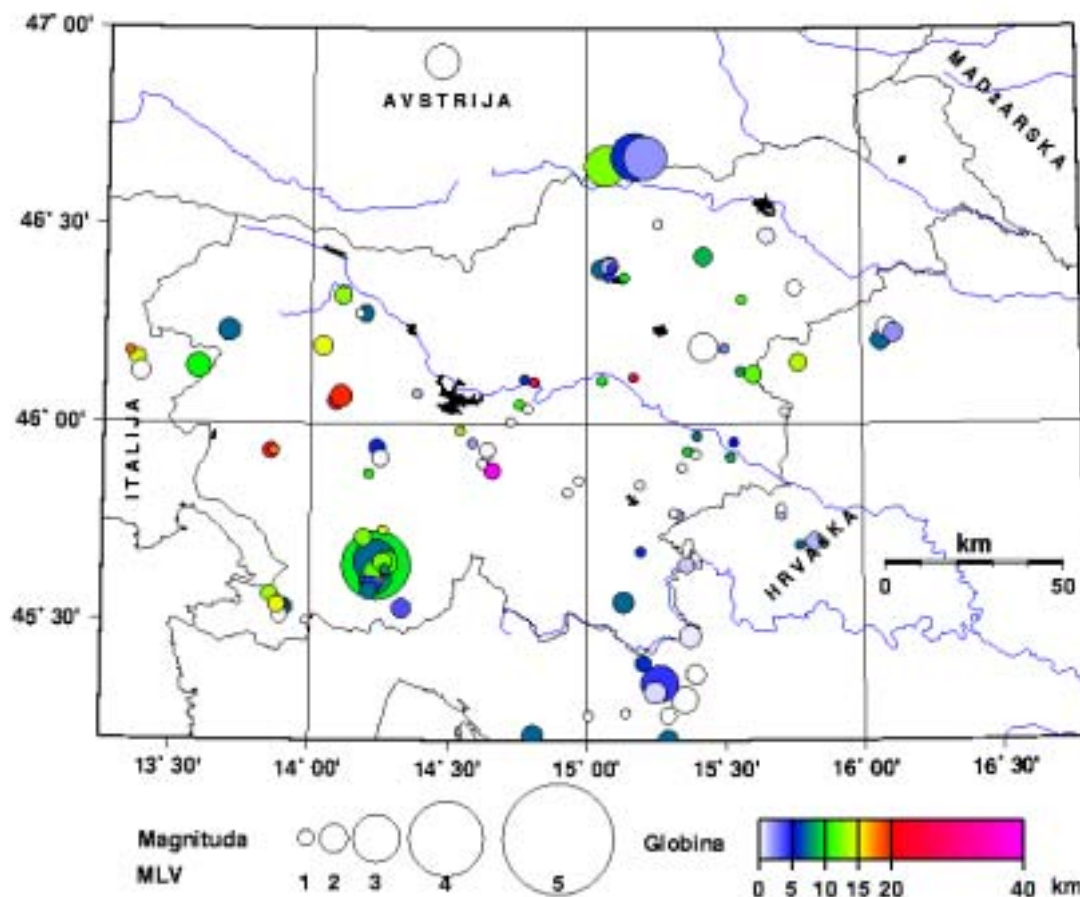 47° 00'
AVSTRIJA
MADŽARSKA
46° 30'
ITALIJA
46° 00'
HRVAŠKA
km
0 50
45° 30'
13° 30' 14° 00' 14° 30' 15° 00' 15° 30' 16° 00' 16° 30'
Magnituda
MLV
1 2 3 4 5
Globina
0 5 10 15 20 40 km